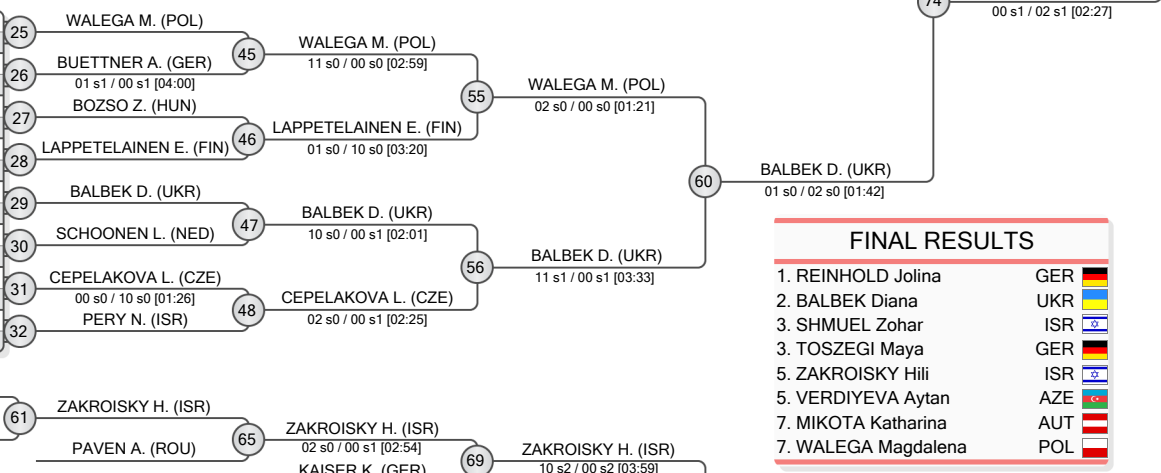 74
00 s1 / 02 s1 [02:27]
25
WALEGA M. (POL)
26
BUETTNER A. (GER)
01 s1 / 00 s1 [04:00]
45
WALEGA M. (POL)
11 s0 / 00 s0 [02:59]
27
BOZSO Z. (HUN)
28
LAPPETELAINEN E. (FIN)
46
LAPPETELAINEN E. (FIN)
01 s0 / 10 s0 [03:20]
55
WALEGA M. (POL)
02 s0 / 00 s0 [01:21]
29
BALBEK D. (UKR)
30
SCHOONEN L. (NED)
47
BALBEK D. (UKR)
10 s0 / 00 s1 [02:01]
31
CEPELAKOVA L. (CZE)
00 s0 / 10 s0 [01:26]
32
PERY N. (ISR)
48
CEPELAKOVA L. (CZE)
02 s0 / 00 s1 [02:25]
56
BALBEK D. (UKR)
11 s1 / 00 s1 [03:33]
60
BALBEK D. (UKR)
01 s0 / 02 s0 [01:42]
FINAL RESULTS
1. REINHOLD Jolina GER
2. BALBEK Diana UKR
3. SHMUEL Zohar ISR
3. TOSZEGI Maya GER
5. ZAKROISKY Hili ISR
5. VERDIYEVA Aytan AZE
7. MIKOTA Katharina AUT
7. WALEGA Magdalena POL
61
ZAKROISKY H. (ISR)
PAVEN A. (ROU)
65
ZAKROISKY H. (ISR)
02 s0 / 00 s1 [02:54]
KAISER K. (GER)
69
ZAKROISKY H. (ISR)
10 s2 / 00 s2 [03:59]